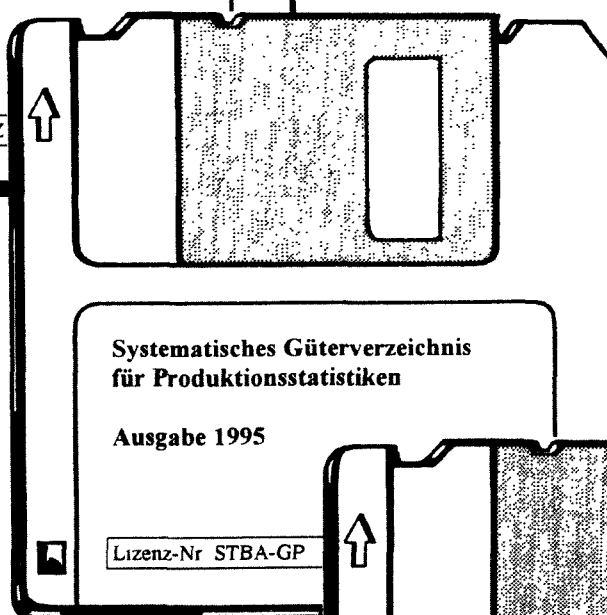 Systematisches Güterverzeichnis
für Produktionsstatistiken
Ausgabe 1995
Lizenz-Nr STBA-GP